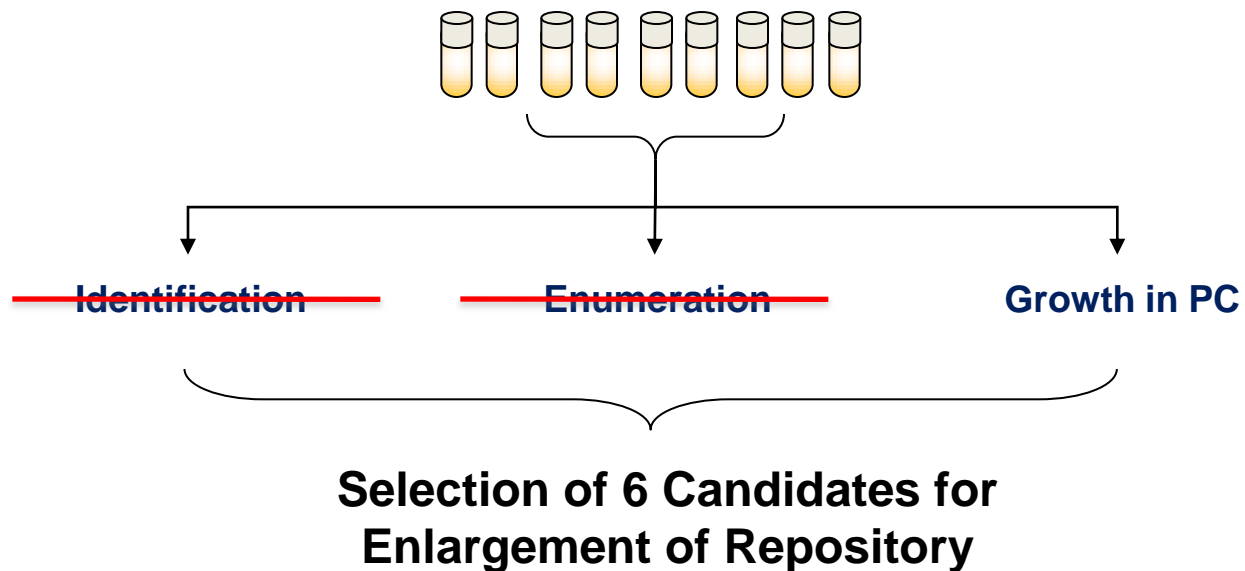 Identification Enumeration Growth in PC
Selection of 6 Candidates for
Enlargement of Repository